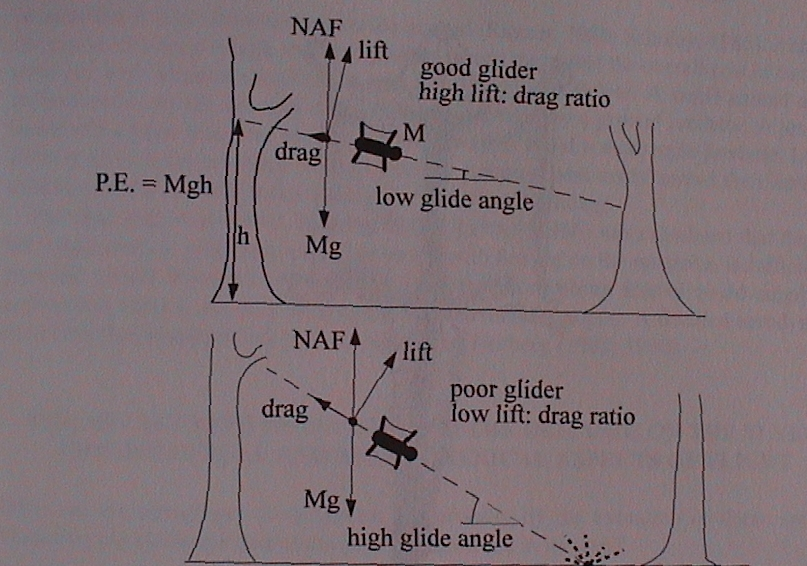 NAF
lift
good glider
high lift: drag ratio
M
drag
P.E. = Mgh
low glide angle
h
Mg
NAF
lift
poor glider
low lift: drag ratio
drag
Mg
high glide angle